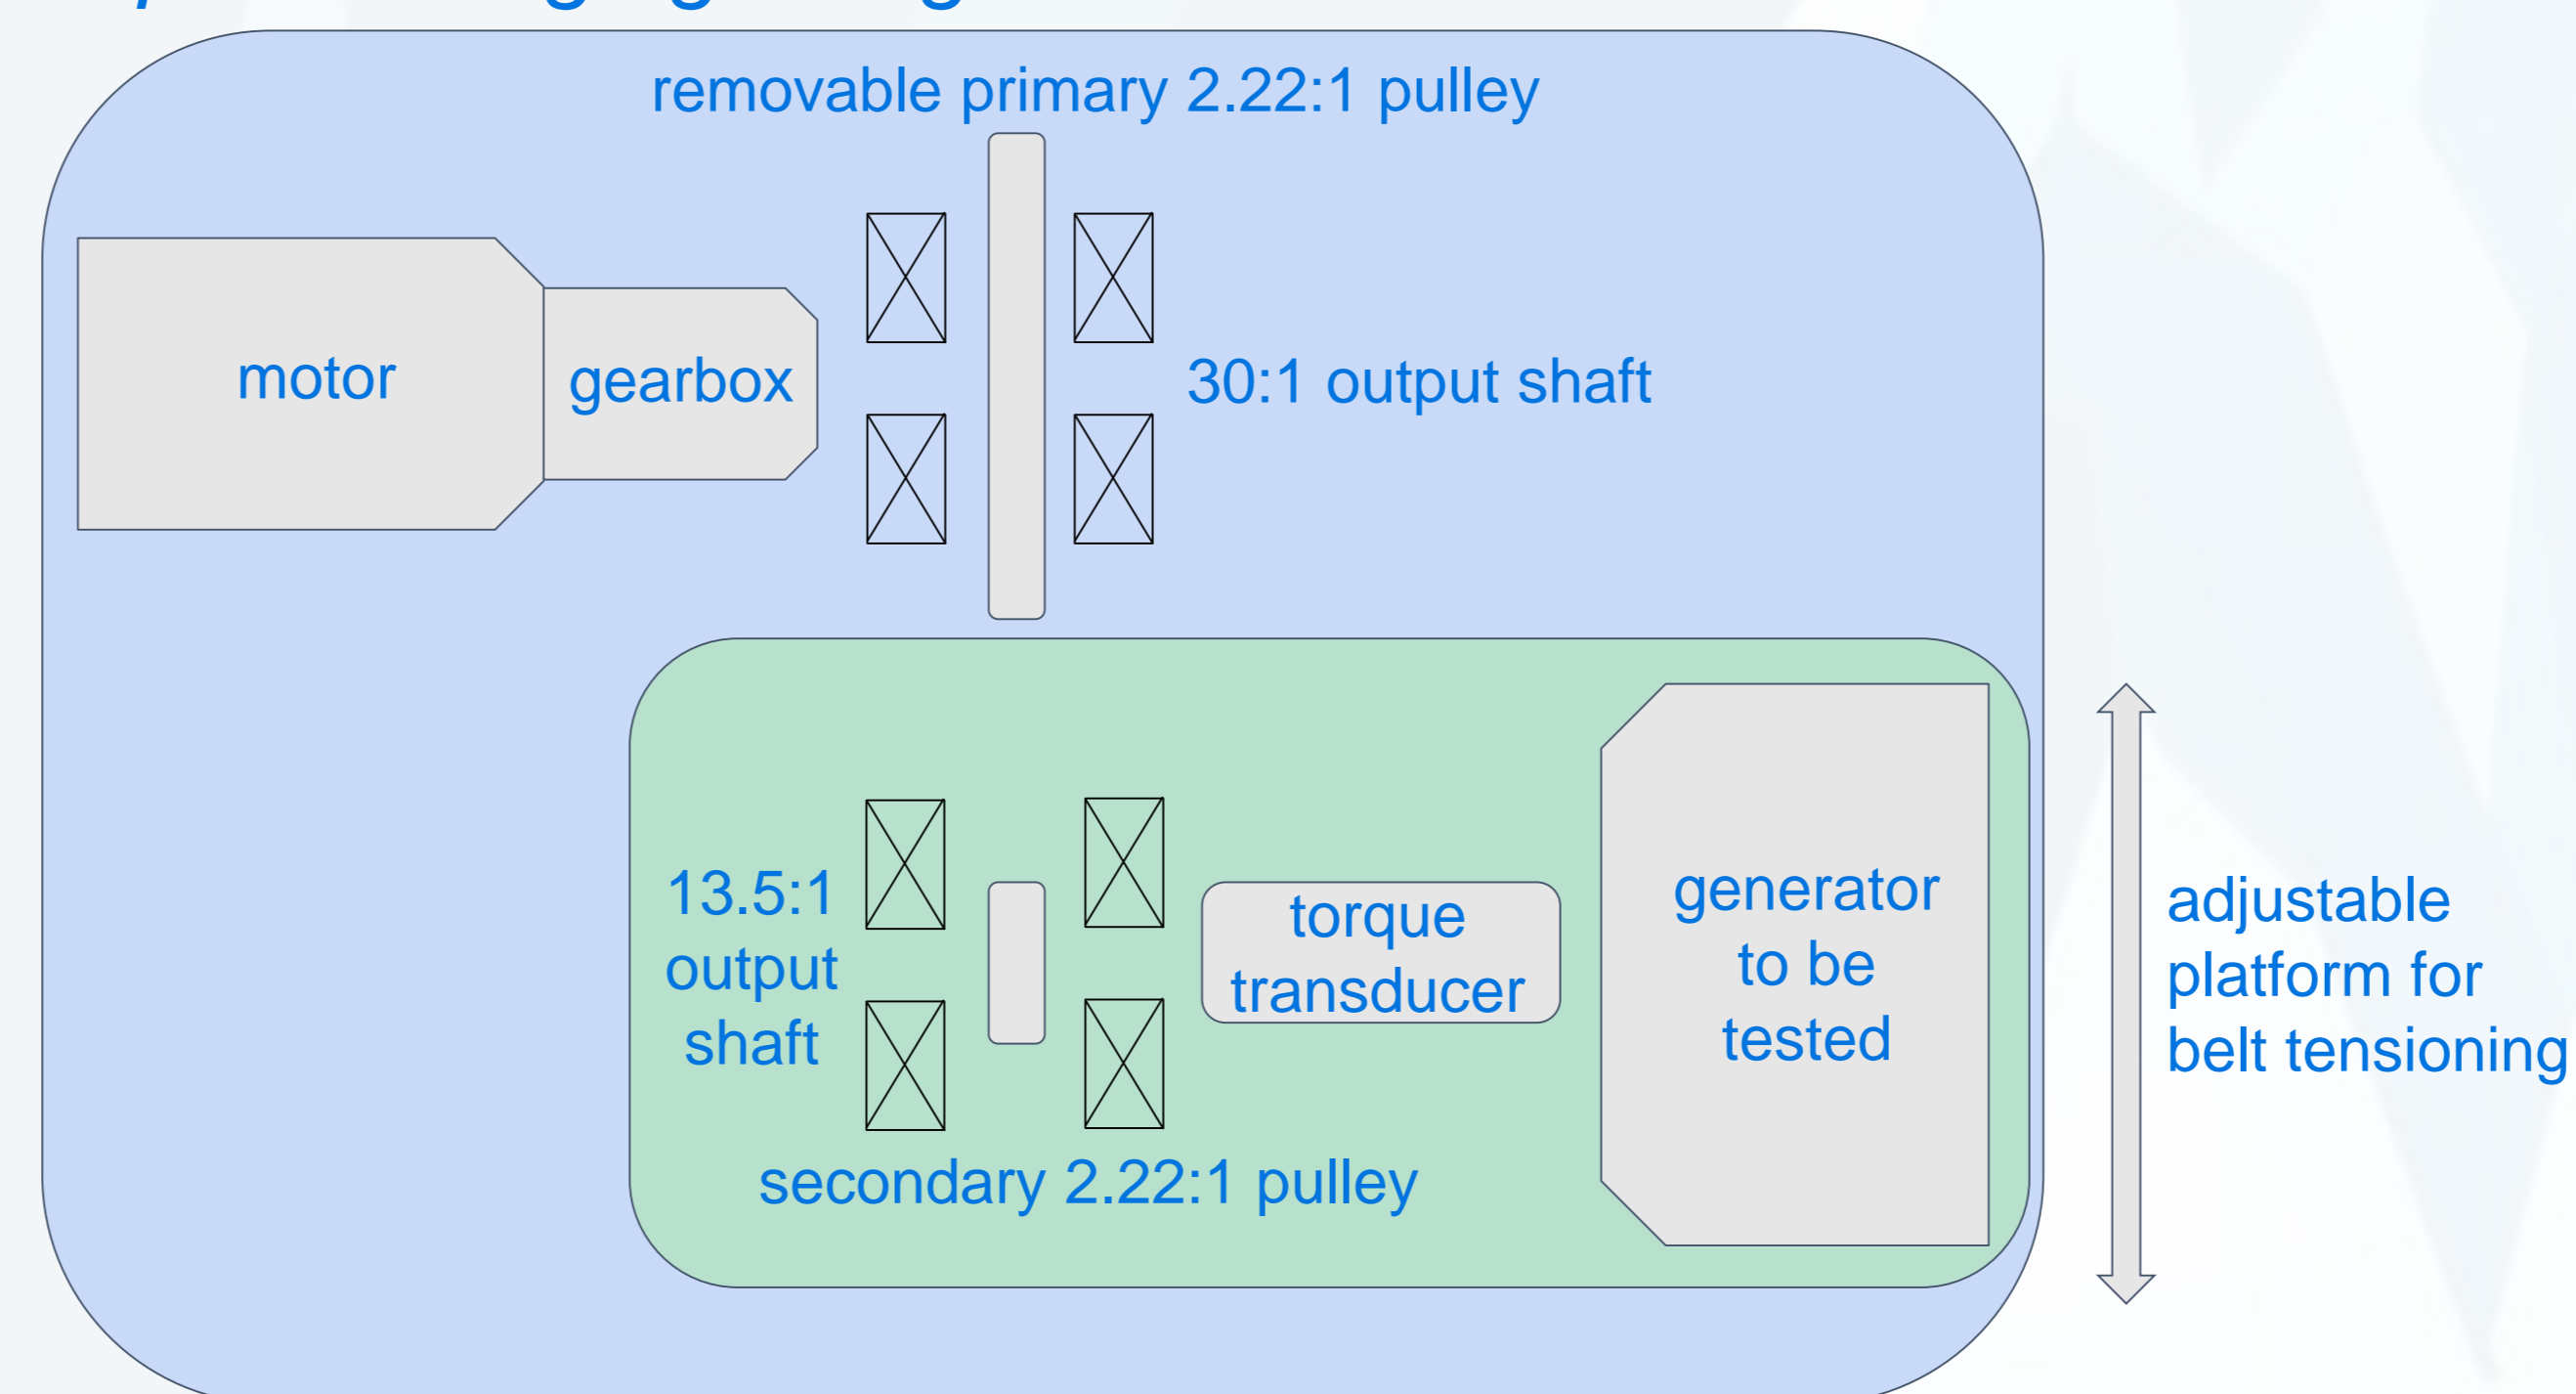 removable primary 2.22:1 pulley
motor
gearbox
30:1 output shaft
13.5:1
output
shaft
torque
transducer
generator
to be
tested
secondary 2.22:1 pulley
adjustable
platform for
belt tensioning